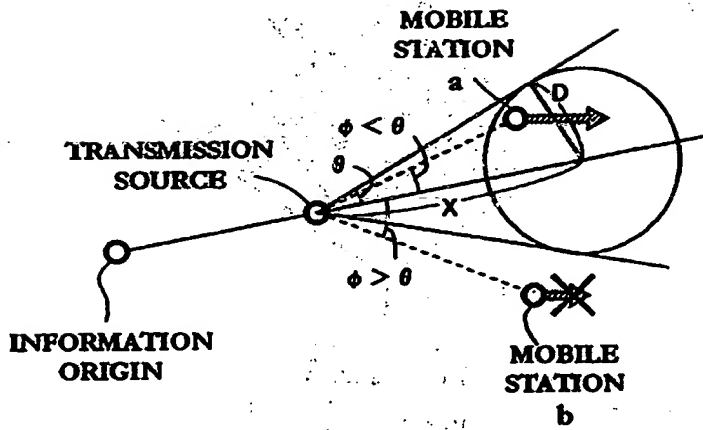 MOBILE
STATION
a
D
ϕ < θ
θ
TRANSMISSION
SOURCE
X
ϕ > θ
INFORMATION
ORIGIN
MOBILE
STATION
b